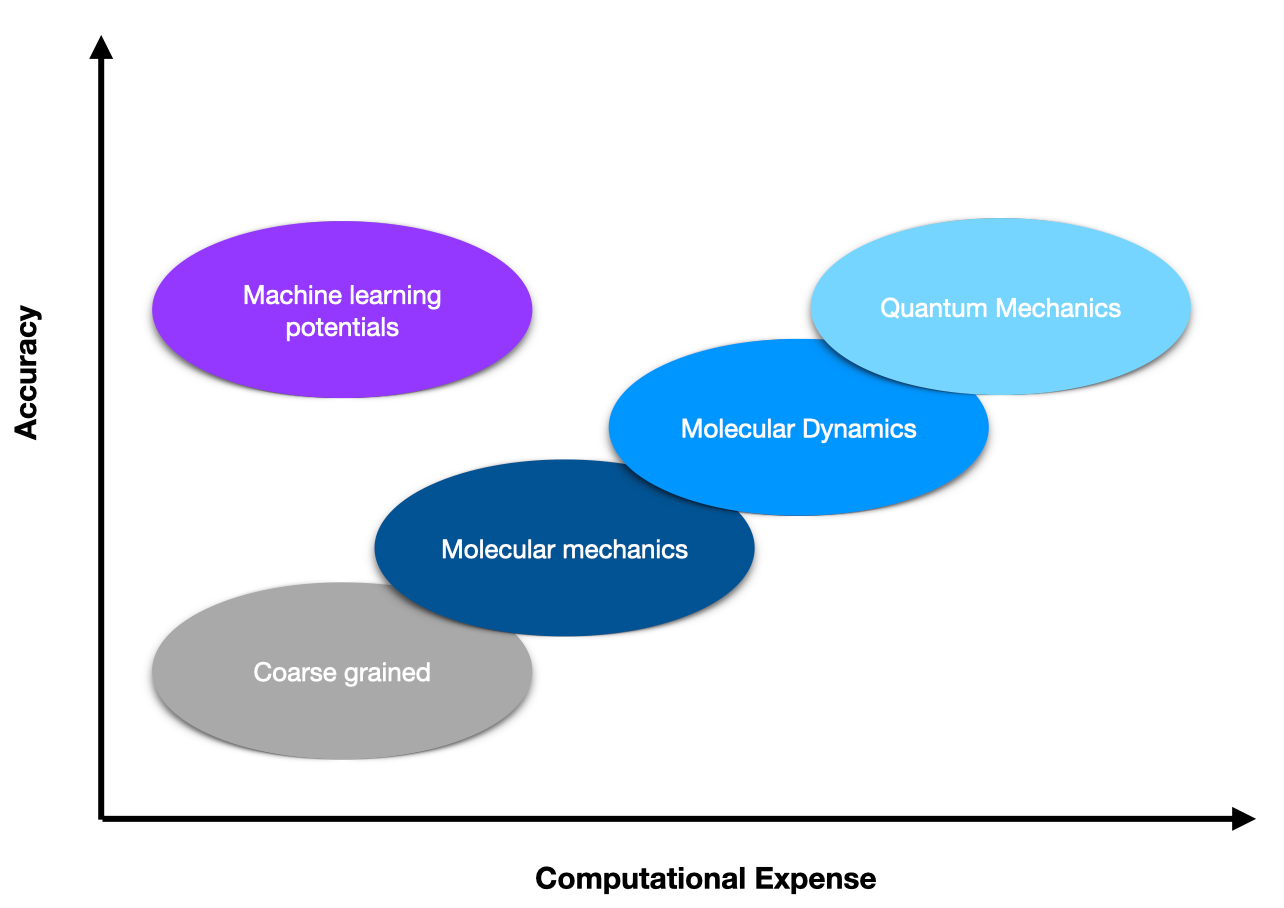 Accuracy
Machine learning
potentials
Quantum Mechanics
Molecular Dynamics
Molecular mechanics
Coarse grained
Computational Expense